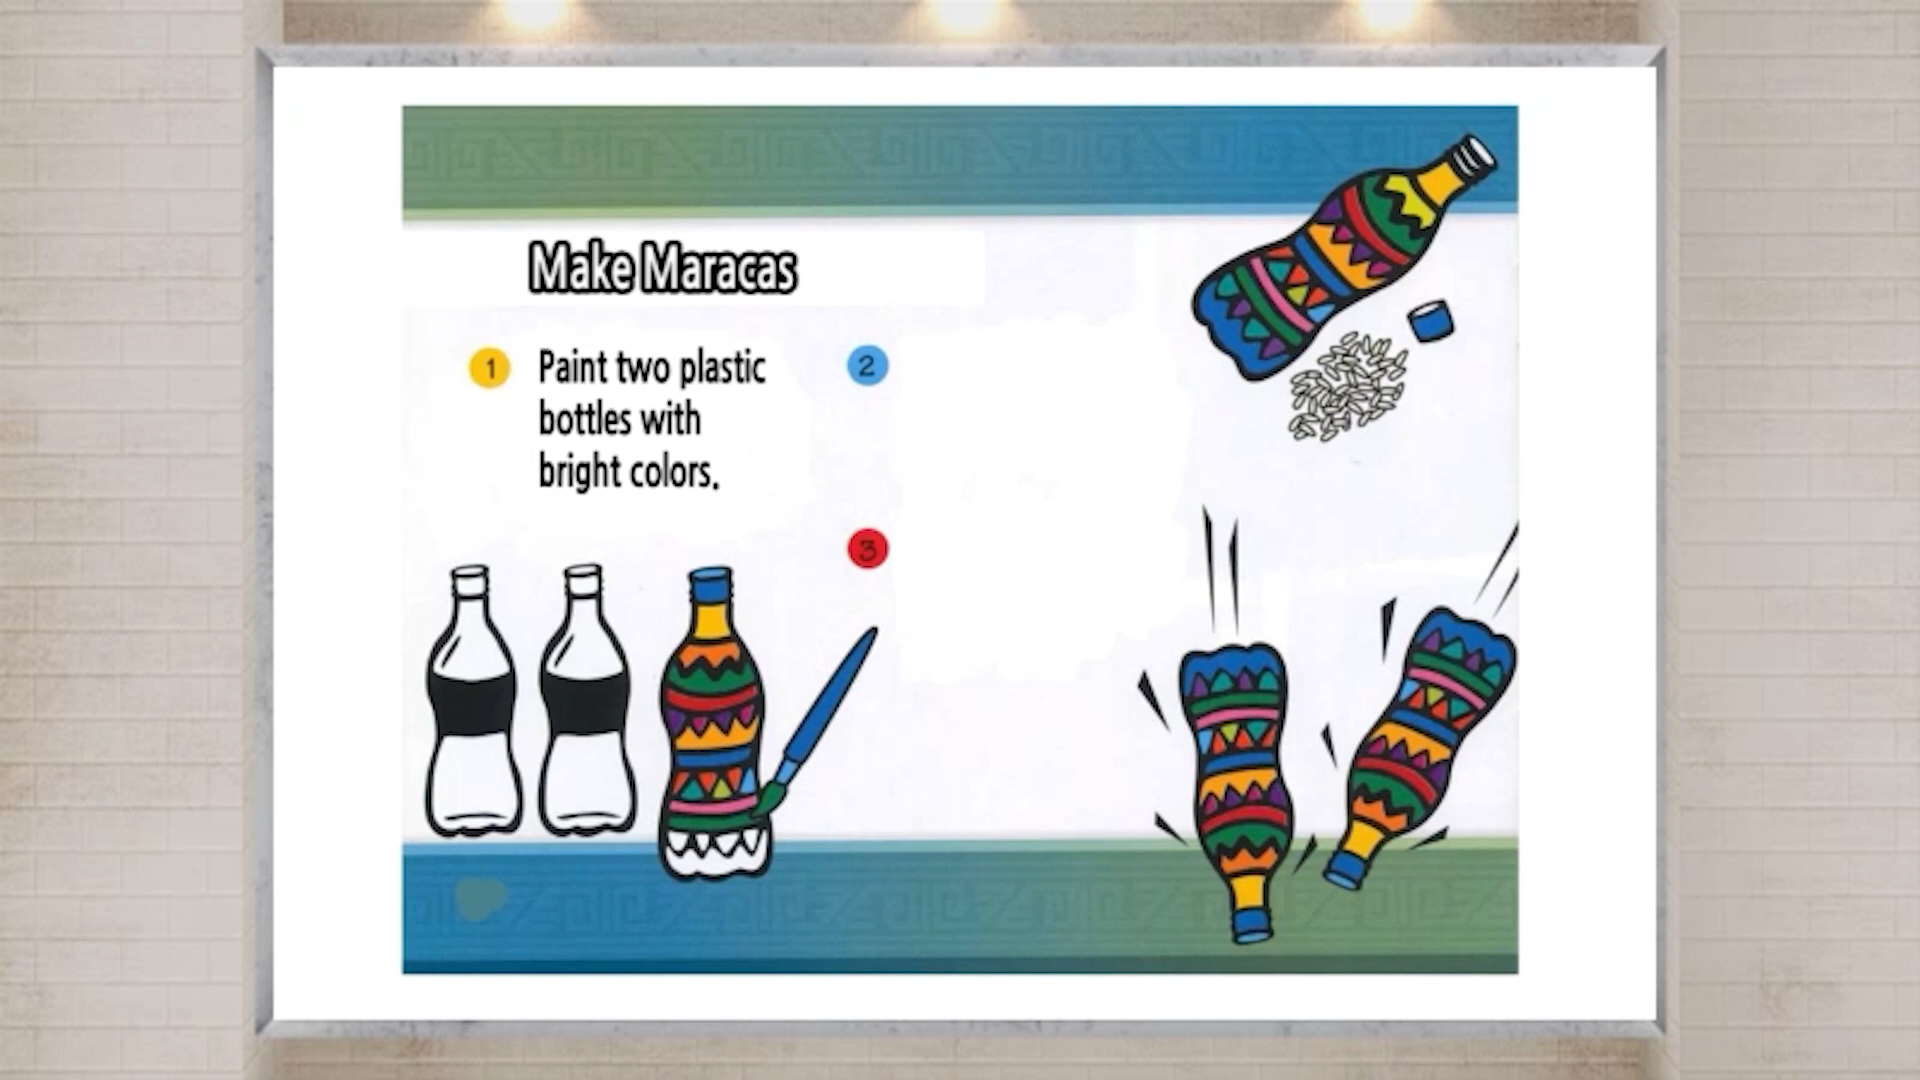 Make Maracas
1 Paint two plastic
bottles with
bright colors.
2
3